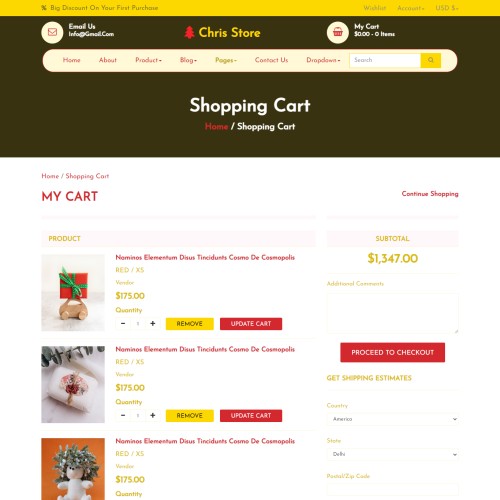 % Big Discount On Your First Purchase
Wishlist Account USD $
Email Us
Info@Gmail.Com
Chris Store
My Cart
$0.00 - 0 Items
Home About Product Blog Pages Contact Us Dropdown Search
Shopping Cart
Home / Shopping Cart
Home / Shopping Cart
MY CART
Continue Shopping
PRODUCT
SUBTOTAL
Nominos Elementum Disus Tincidunts Cosmo De Cosmopolis
RED / XS
Vendor
$175.00
Quantity
- 1 + REMOVE UPDATE CART
Nominos Elementum Disus Tincidunts Cosmo De Cosmopolis
RED / XS
Vendor
$175.00
Quantity
- 1 + REMOVE UPDATE CART
Nominos Elementum Disus Tincidunts Cosmo De Cosmopolis
RED / XS
Vendor
$175.00
$1,347.00
Additional Comments
PROCEED TO CHECKOUT
GET SHIPPING ESTIMATES
Country
America
State
Delhi
Postal/Zip Code